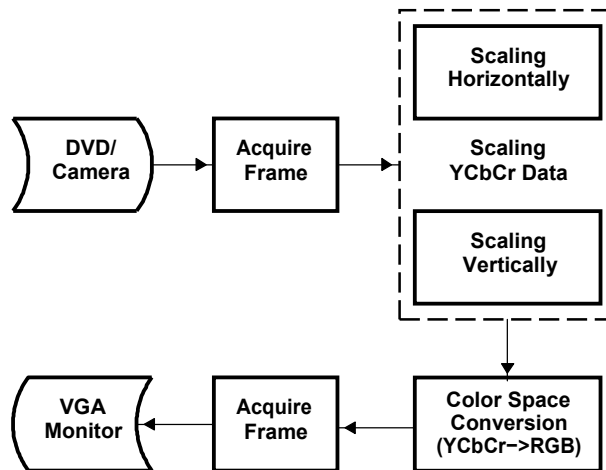 Scaling
Horizontally
DVD/
Camera
Acquire
Frame
Scaling
YCbCr Data
Scaling
Vertically
VGA
Monitor
Acquire
Frame
Color Space
Conversion
(YCbCr−>RGB)